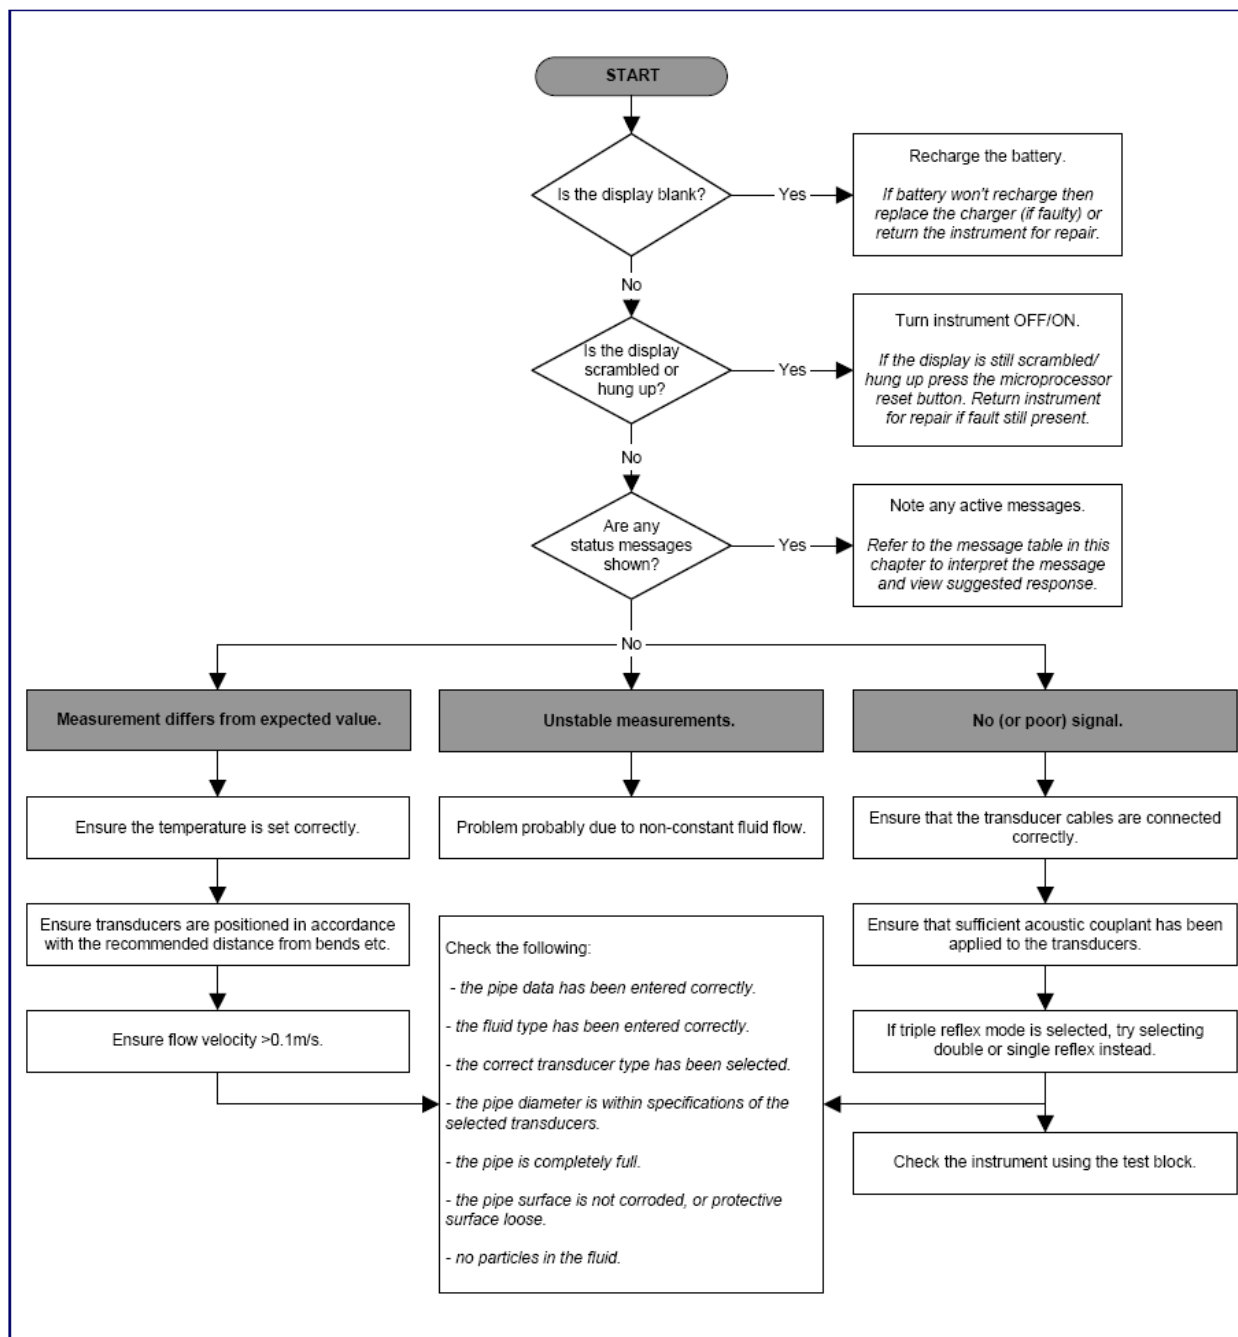 START
Is the display blank?
Yes
Recharge the battery.
If battery won't recharge then
replace the charger (if faulty) or
return the instrument for repair.
No
Is the display
scrambled or
hung up?
Yes
Turn instrument OFF/ON.
If the display is still scrambled/
hung up press the microprocessor
reset button. Return instrument
for repair if fault still present.
No
Are any
status messages
shown?
Yes
Note any active messages.
Refer to the message table in this
chapter to interpret the message
and view suggested response.
No
Measurement differs from expected value.
Ensure the temperature is set correctly.
Ensure transducers are positioned in accordance
with the recommended distance from bends etc.
Ensure flow velocity >0.1m/s.
Unstable measurements.
Problem probably due to non-constant fluid flow.
Check the following:
- the pipe data has been entered correctly.
- the fluid type has been entered correctly.
- the correct transducer type has been selected.
- the pipe diameter is within specifications of the
selected transducers.
- the pipe is completely full.
- the pipe surface is not corroded, or protective
surface loose.
- no particles in the fluid.
No (or poor) signal.
Ensure that the transducer cables are connected
correctly.
Ensure that sufficient acoustic couplant has been
applied to the transducers.
If triple reflex mode is selected, try selecting
double or single reflex instead.
Check the instrument using the test block.